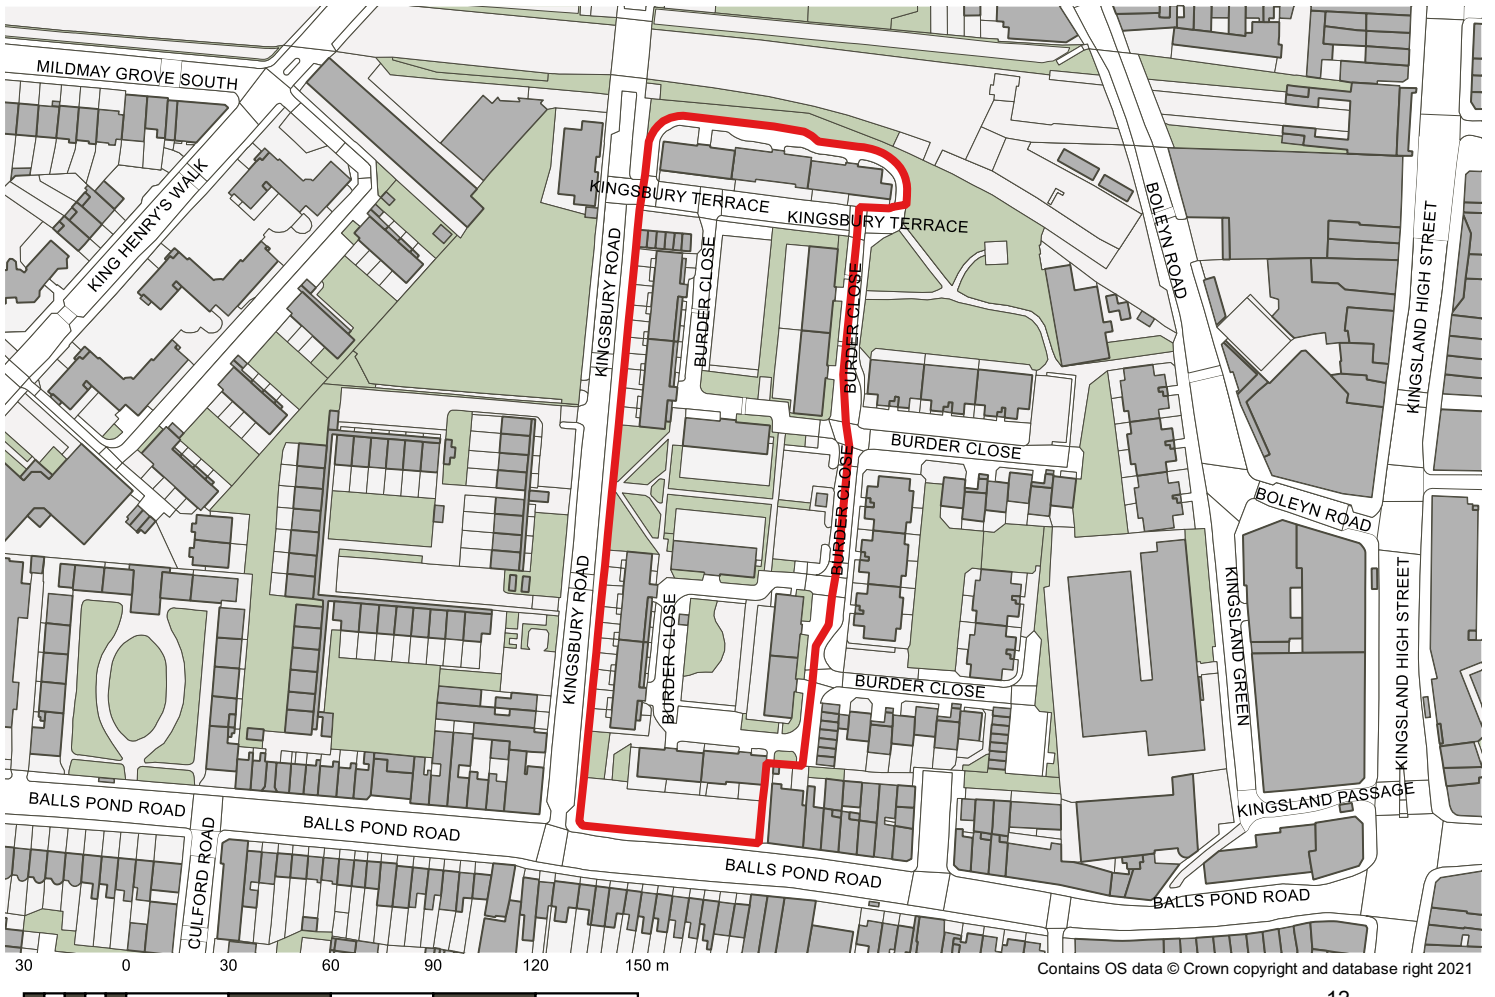 MILDMAY GROVE SOUTH
KING HENRY'S WALK
KINGSBURY TERRACE
KINGSBURY TERRACE
KINGSBURY ROAD
BURDER CLOSE
BURDER CLOSE
BOLEYN ROAD
KINGSLAND HIGH STREET
BURDER CLOSE
BURDER CLOSE
BOLEYN ROAD
KINGSBURY ROAD
BURDER CLOSE
BURDER CLOSE
KINGSLAND GREEN
KINGSLAND HIGH STREET
BALLS POND ROAD
BALLS POND ROAD
KINGSLAND PASSAGE
CULFORD ROAD
BALLS POND ROAD
BALLS POND ROAD
30 0 30 60 90 120 150 m
Contains OS data © Crown copyright and database right 2021